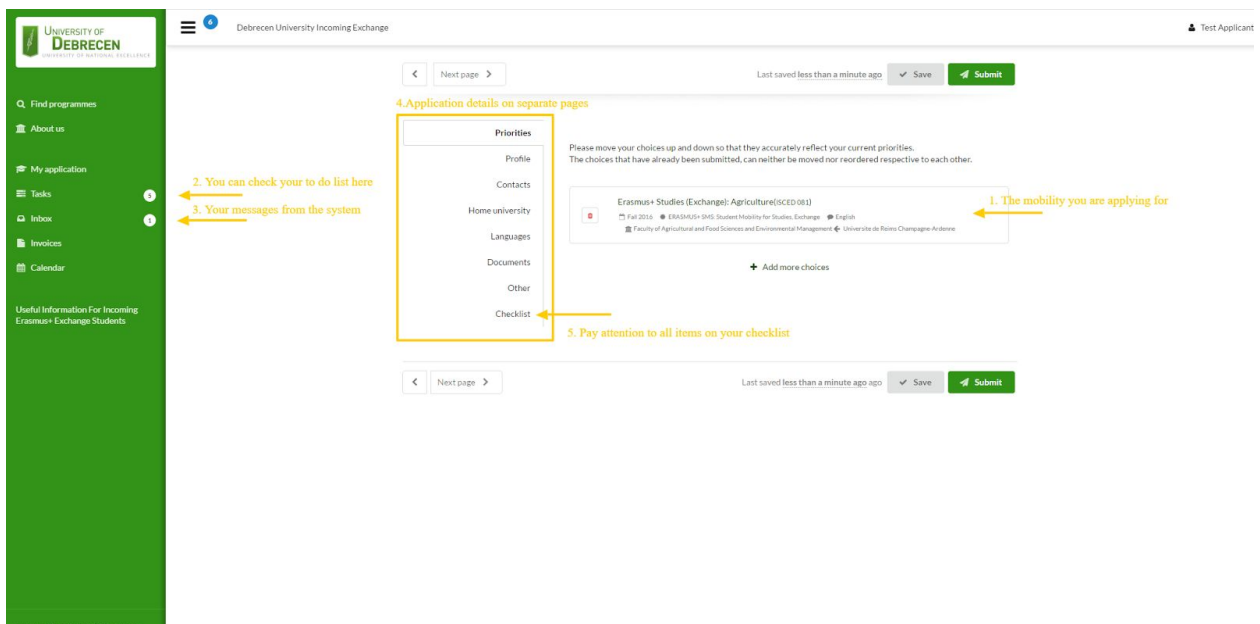 UNIVERSITY OF
DEBRECEN
UNIVERSITY OF NATIONAL EXCELLENCE
6
Debrecen University Incoming Exchange
Test Applicant
Find programmes
About us
My application
Tasks 5
Inbox 1
Invoices
Calendar
Useful Information For Incoming
Erasmus+ Exchange Students
2. You can check your to do list here
3. Your messages from the system
Next page
Last saved less than a minute ago
Save
Submit
4.Application details on separate pages
Priorities
Profile
Contacts
Home university
Languages
Documents
Other
Checklist
Please move your choices up and down so that they accurately reflect your current priorities.
The choices that have already been submitted, can neither be moved nor reordered respective to each other.
Erasmus+ Studies (Exchange): Agriculture(ISCED 081)
Fall 2016 ERASMUS+ SMS: Student Mobility for Studies, Exchange English
Faculty of Agricultural and Food Sciences and Environmental Management Universite de Reims Champagne-Ardenne
1. The mobility you are applying for
Add more choices
5. Pay attention to all items on your checklist
Next page
Last saved less than a minute ago ago
Save
Submit